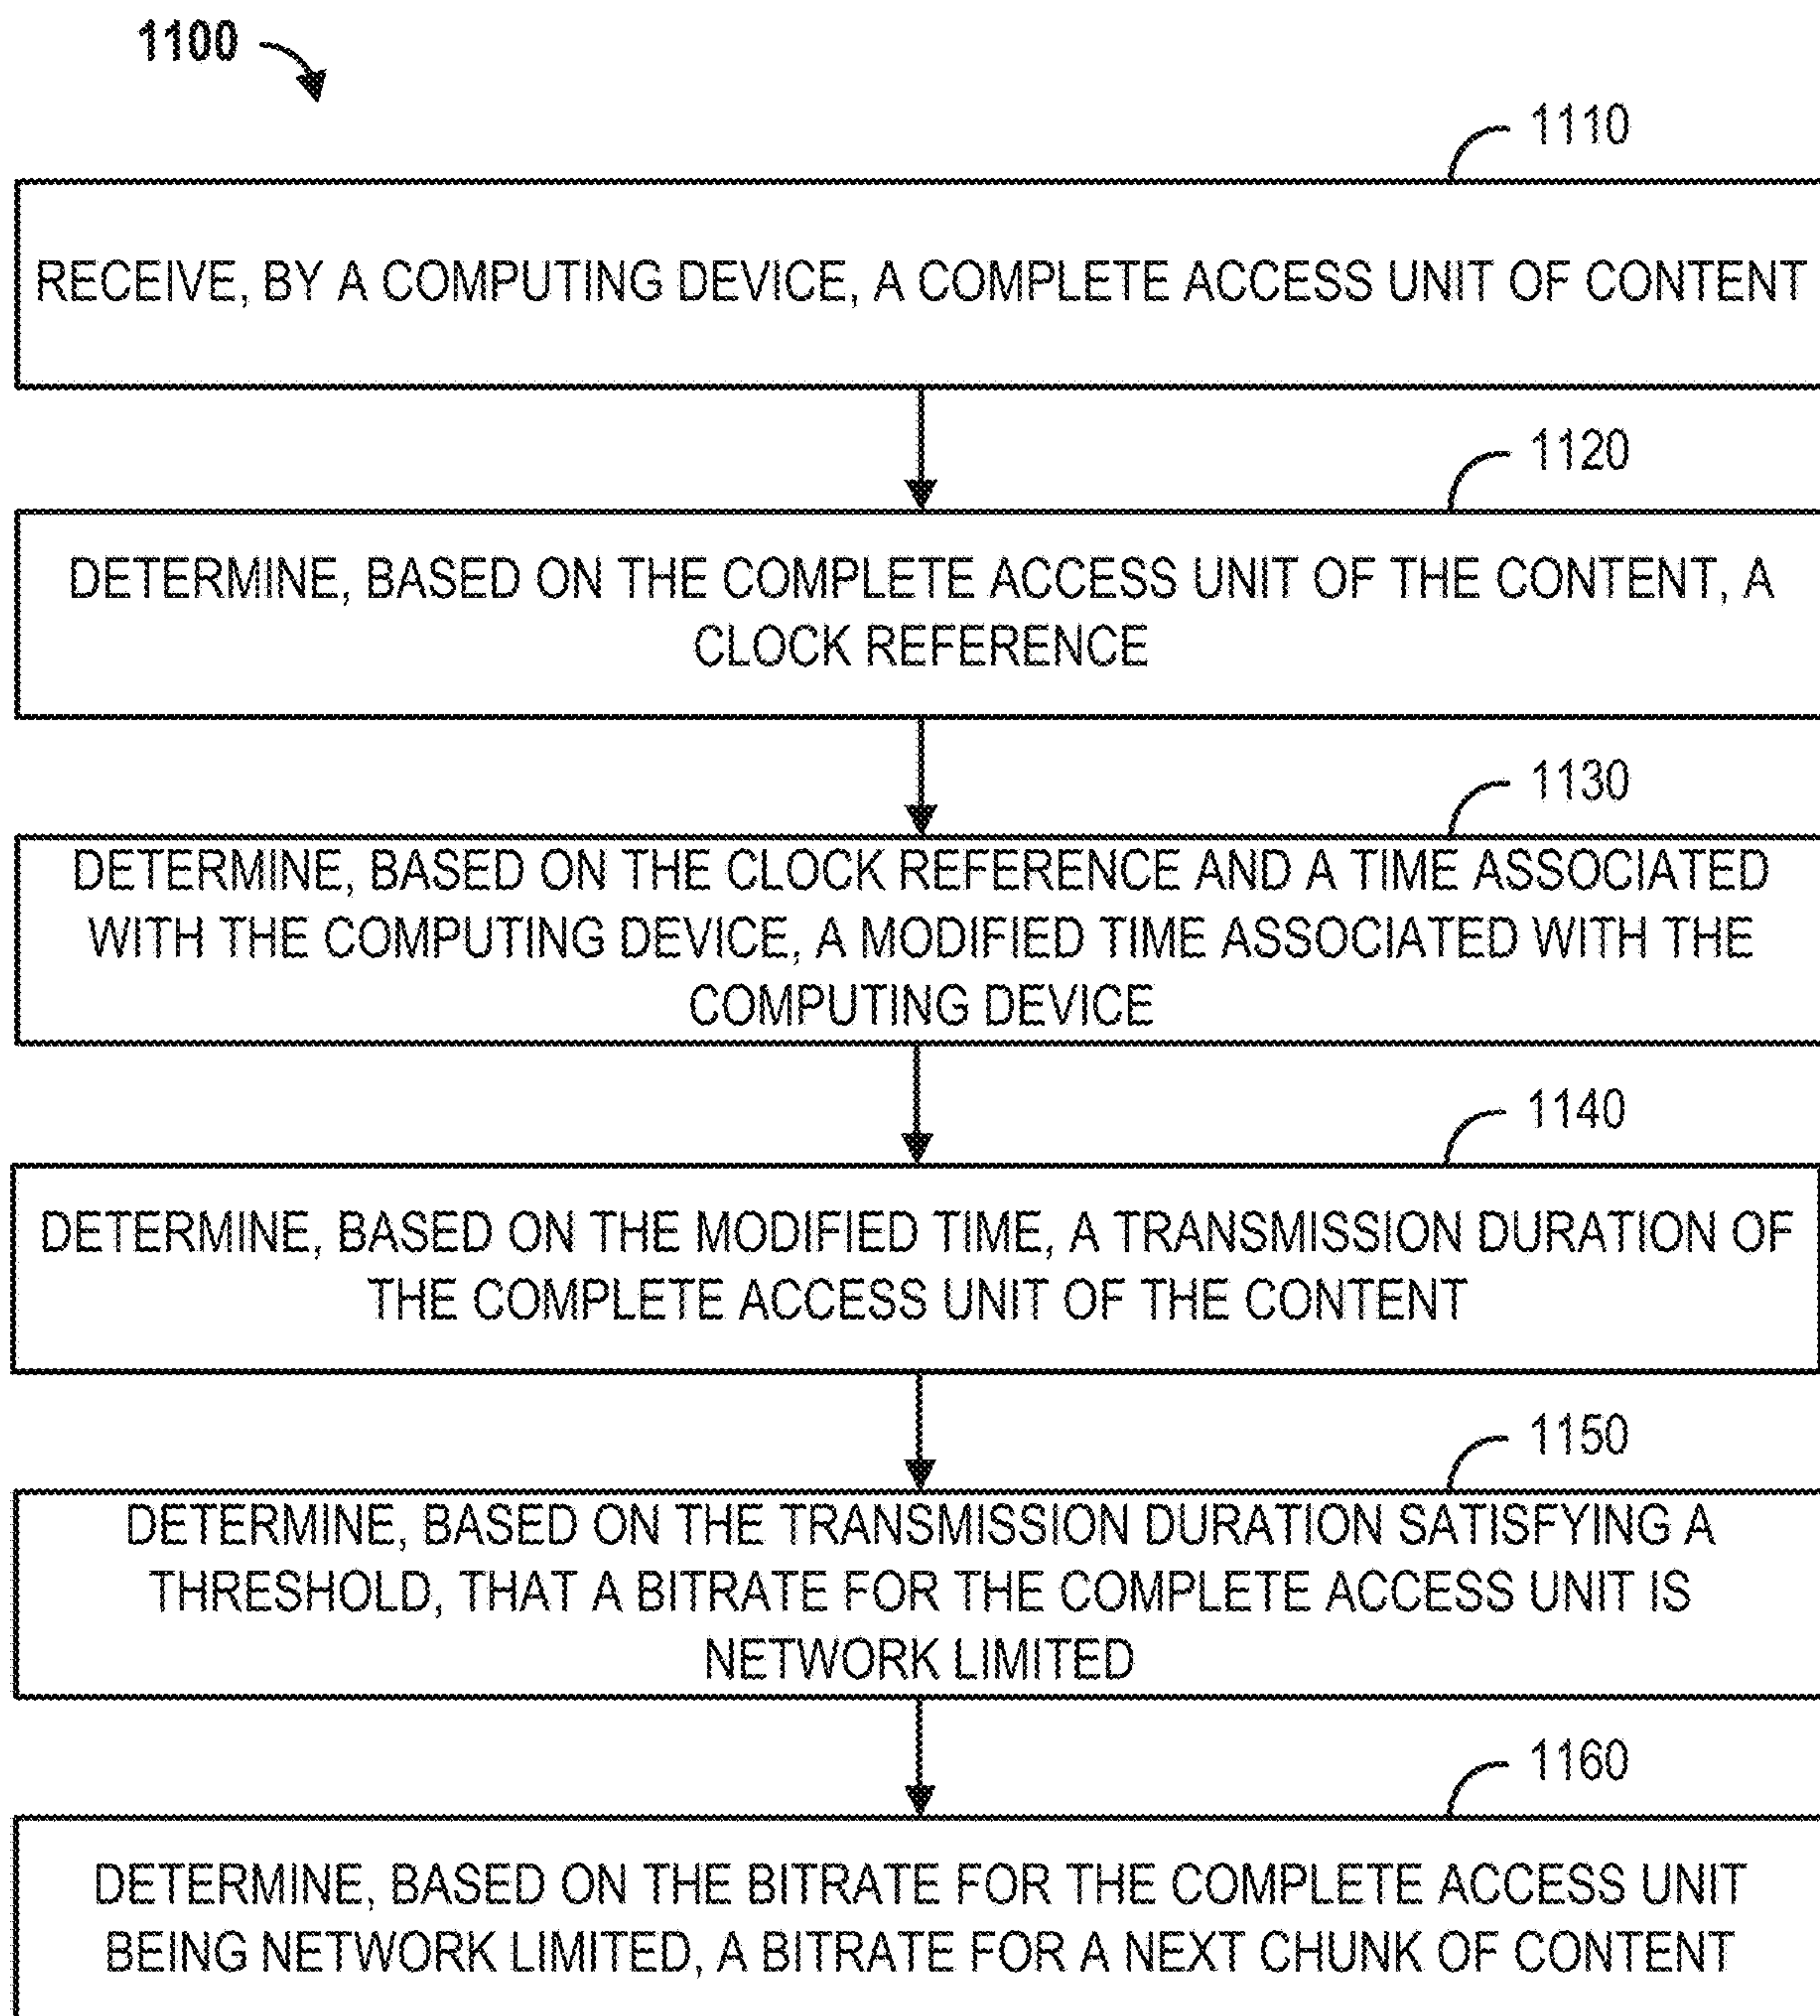 1100
1110
RECEIVE, BY A COMPUTING DEVICE, A COMPLETE ACCESS UNIT OF CONTENT
1120
DETERMINE, BASED ON THE COMPLETE ACCESS UNIT OF THE CONTENT, A
CLOCK REFERENCE
1130
DETERMINE, BASED ON THE CLOCK REFERENCE AND A TIME ASSOCIATED
WITH THE COMPUTING DEVICE, A MODIFIED TIME ASSOCIATED WITH THE
COMPUTING DEVICE
1140
DETERMINE, BASED ON THE MODIFIED TIME, A TRANSMISSION DURATION OF
THE COMPLETE ACCESS UNIT OF THE CONTENT
1150
DETERMINE, BASED ON THE TRANSMISSION DURATION SATISFYING A
THRESHOLD, THAT A BITRATE FOR THE COMPLETE ACCESS UNIT IS
NETWORK LIMITED
1160
DETERMINE, BASED ON THE BITRATE FOR THE COMPLETE ACCESS UNIT
BEING NETWORK LIMITED, A BITRATE FOR A NEXT CHUNK OF CONTENT